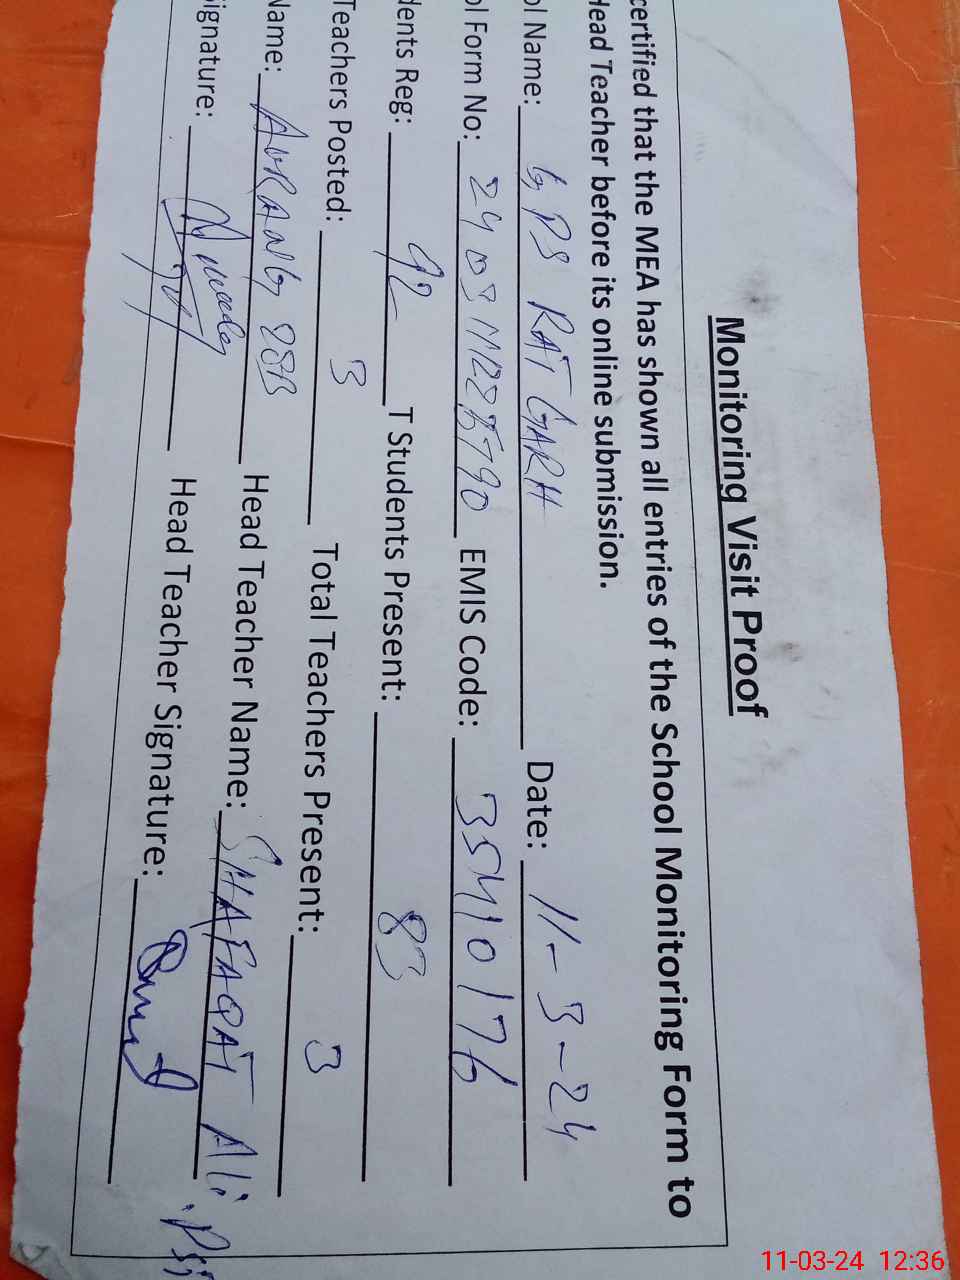 Monitoring Visit Proof
certified that the MEA has shown all entries of the School Monitoring Form to
Head Teacher before its online submission.
ol Name: GPS RAT GARH Date: 11-3-24
ol Form No: EMIS Code: 35410176
dents Reg: 92 T Students Present: 83
Teachers Posted: 3 Total Teachers Present: 3
Name: AURANG ZEB Head Teacher Name: SHAFAQAT Ali
ignature: Head Teacher Signature:
11-03-24 12:36